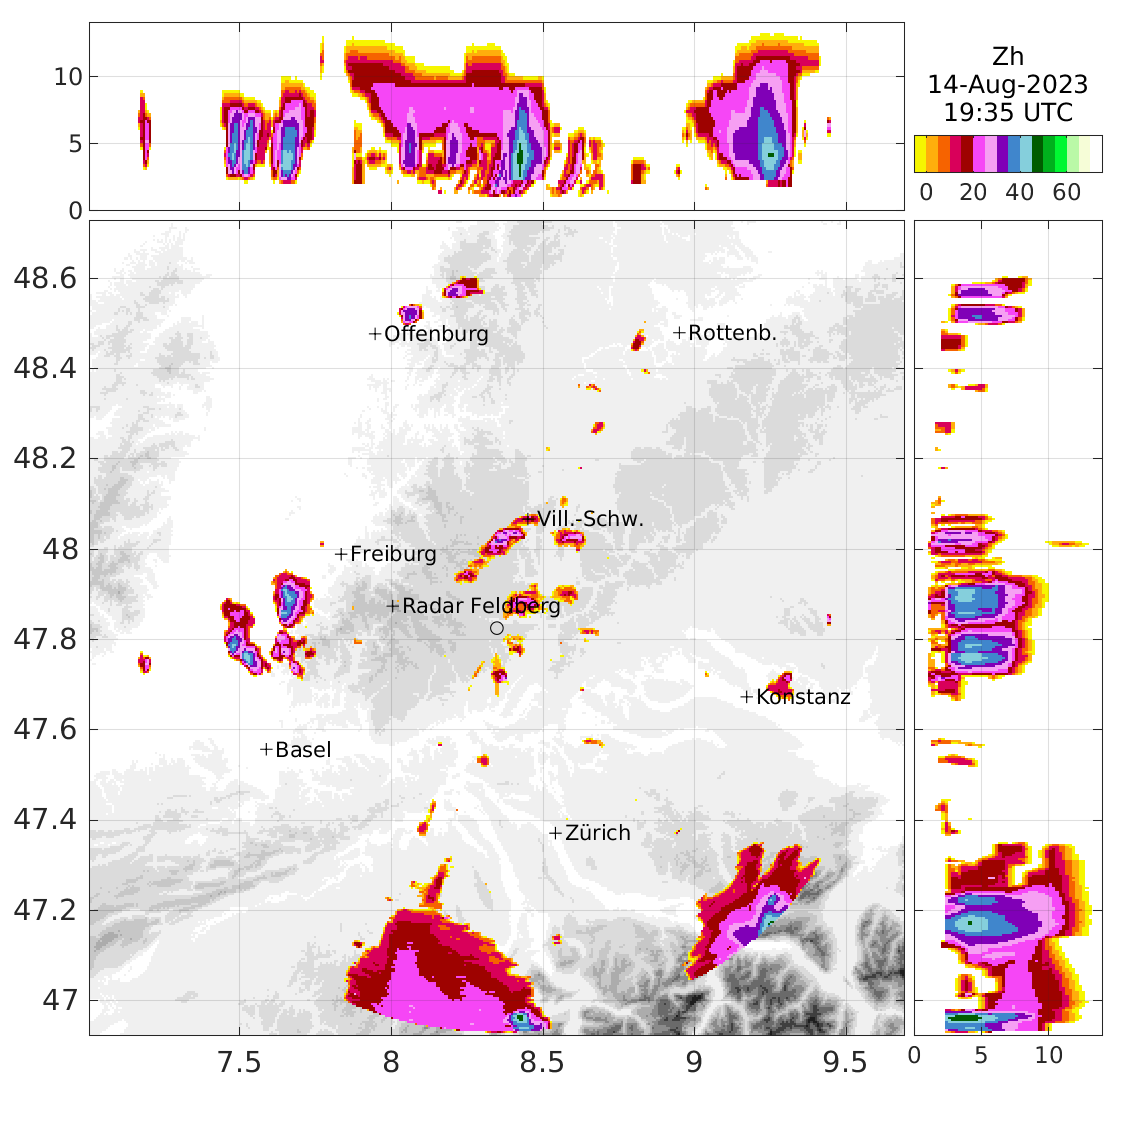 10
5
0
Zh
14-Aug-2023
19:35 UTC
0 20 40 60
48.6
48.4
48.2
48
47.8
47.6
47.4
47.2
47
+Offenburg
+Rottenb.
+Vill.-Schw.
+Freiburg
+Radar Feldberg
+Konstanz
+Basel
+Zürich
7.5 8 8.5 9 9.5
0 5 10